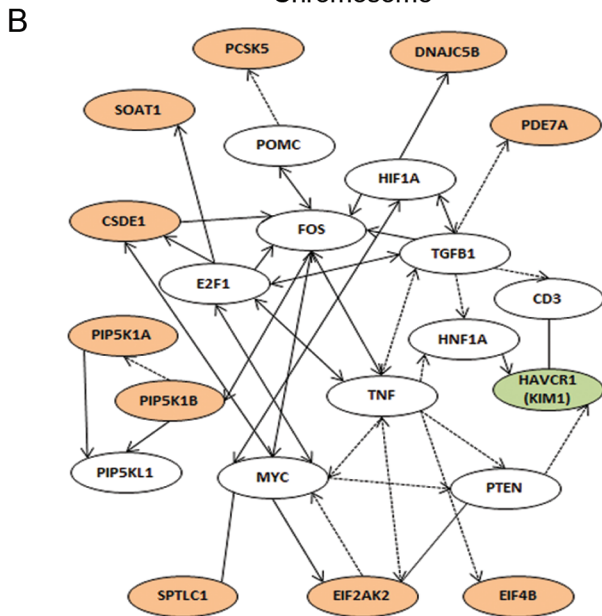 Chromosome
B
PCSK5
DNAJC5B
SOAT1
PDE7A
POMC
HIF1A
CSDE1
FOS
TGFB1
E2F1
CD3
PIP5K1A
HNF1A
HAVCR1
(KIM1)
PIP5K1B
TNF
PIP5KL1
MYC
PTEN
SPTLC1
EIF2AK2
EIF4B